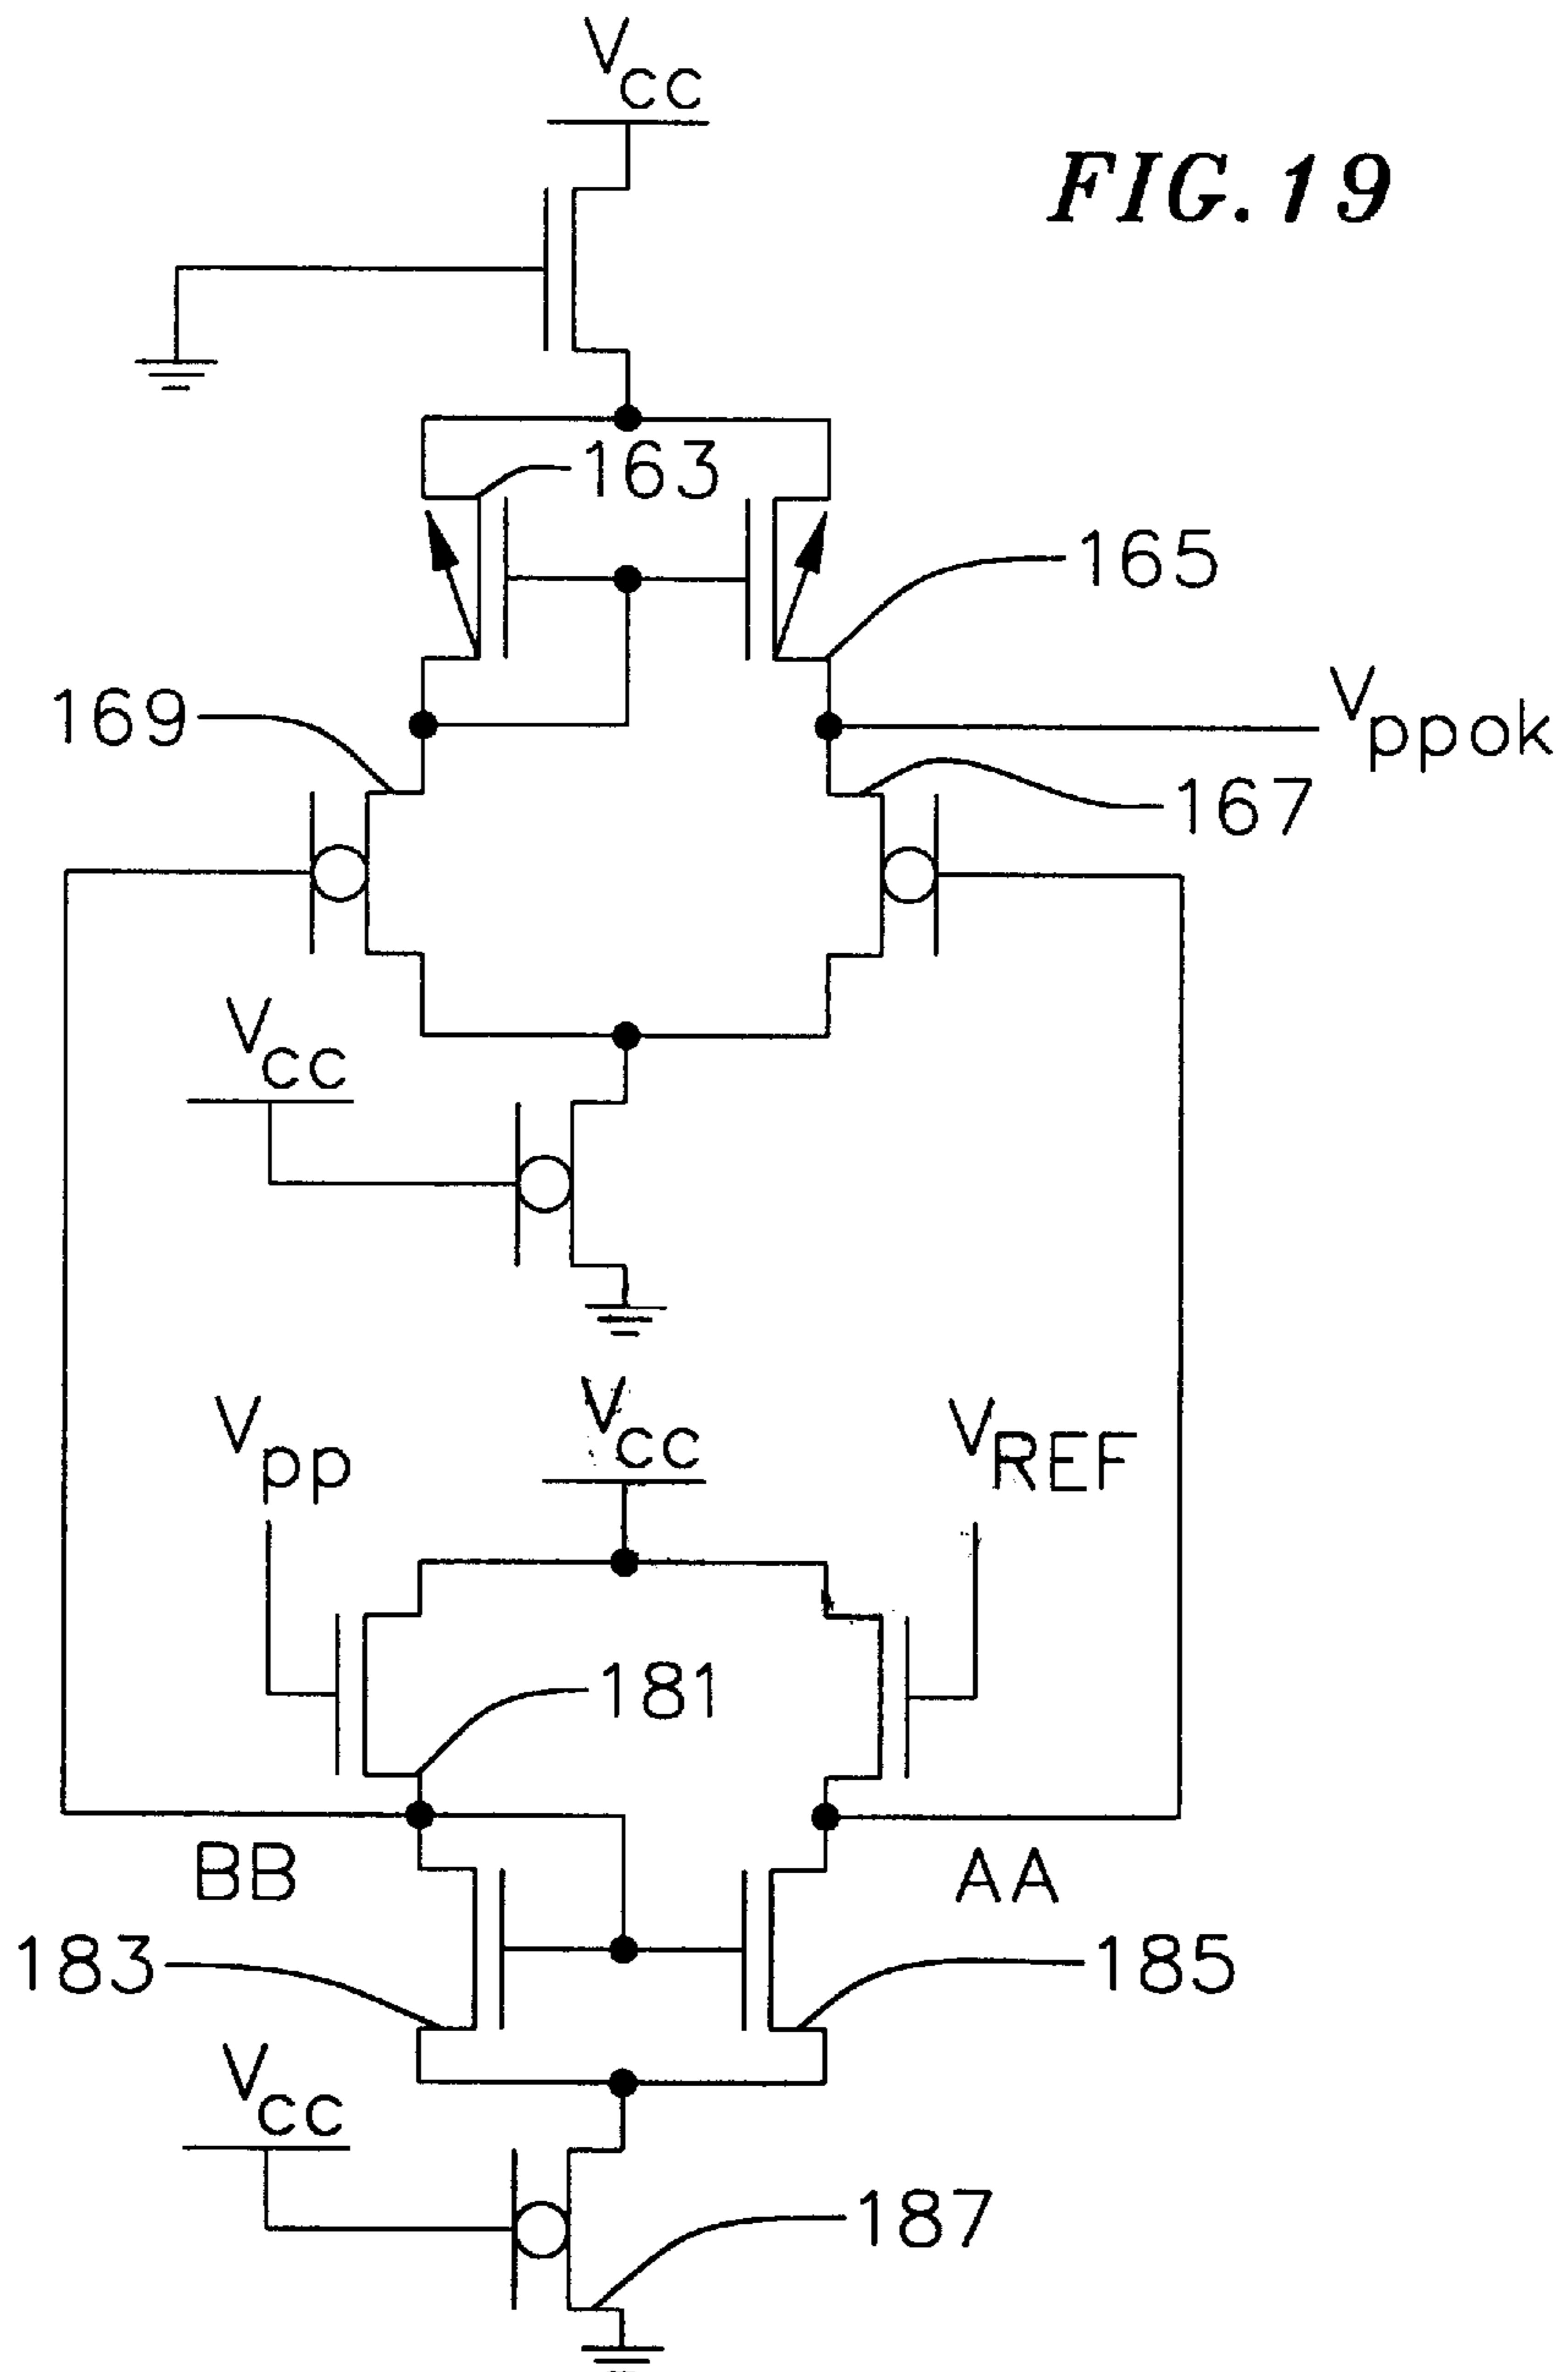 Vcc
FIG. 19
163
165
169
Vppok
167
Vcc
Vpp
Vcc
VREF
181
BB
AA
183
185
Vcc
187